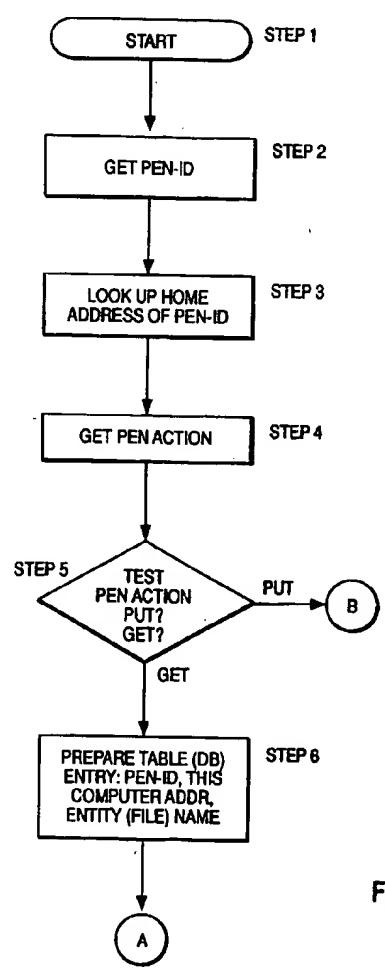 START
STEP 1
GET PEN-ID
STEP 2
LOOK UP HOME
ADDRESS OF PEN-ID
STEP 3
GET PEN ACTION
STEP 4
STEP 5
TEST
PEN ACTION
PUT?
GET?
PUT
B
GET
PREPARE TABLE (DB)
ENTRY: PEN-ID, THIS
COMPUTER ADDR,
ENTITY (FILE) NAME
STEP 6
F
A